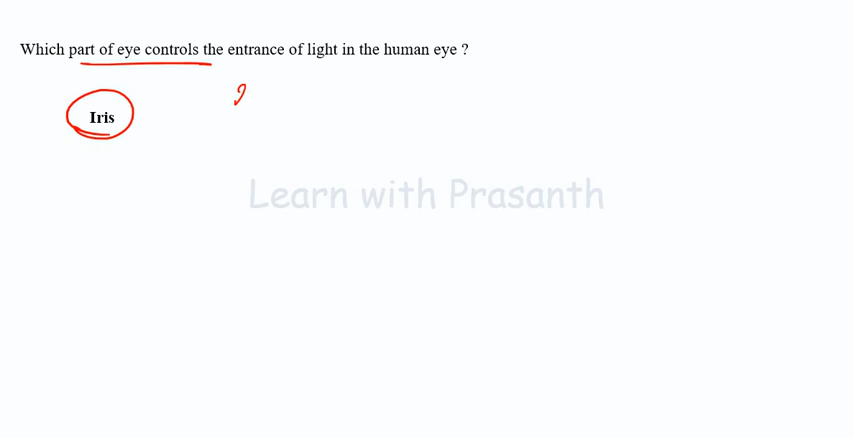 Which part of eye controls the entrance of light in the human eye ?
Iris
Learn with Prasanth